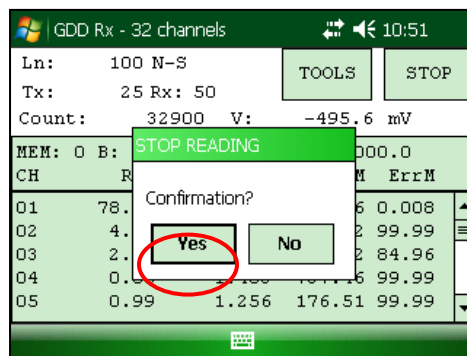 GDD Rx - 32 channels 10:51
Ln: 100 N-S TOOLS STOP
Tx: 25 Rx: 50
Count: 32900 V: -495.6 mV
MEM: 0 B: STOP READING 00.0
CH R M ErrM
Confirmation?
01 78. 6 0.008
02 4. 2 99.99
Yes No
03 2. 2 84.96
04 0. 99.99
05 0.99 1.256 176.51 99.99